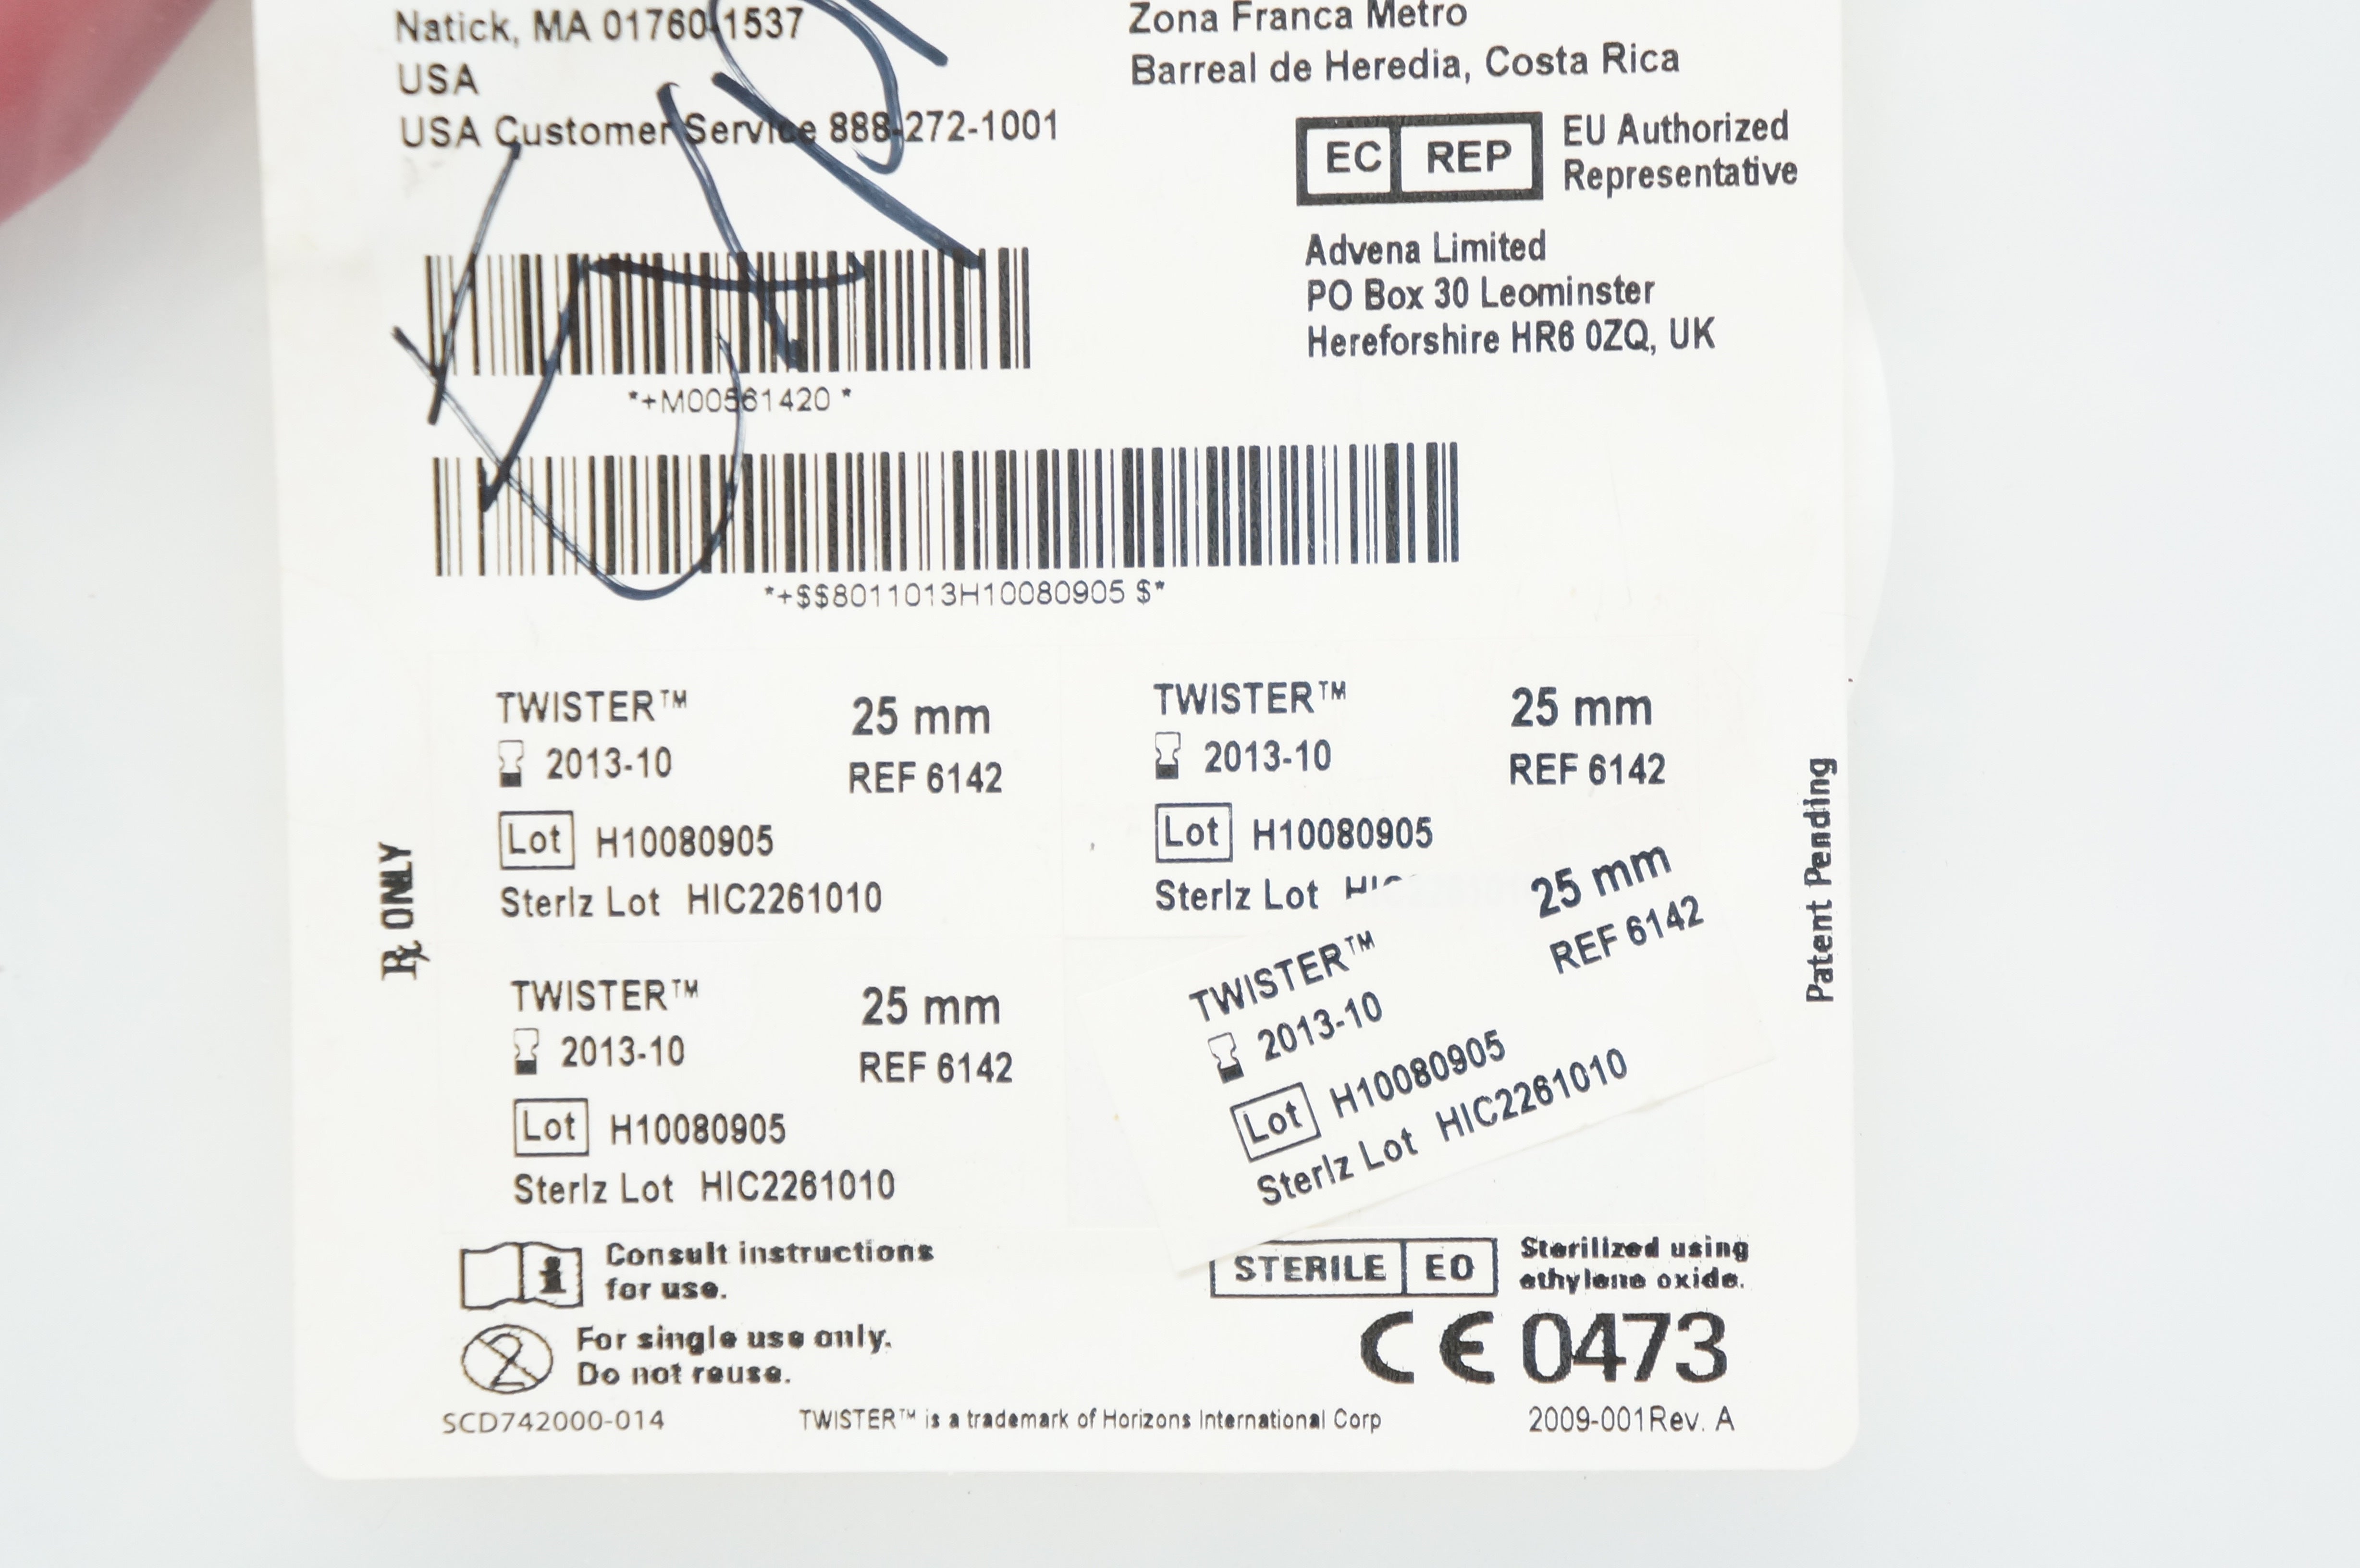 Natick, MA 01760-1537
USA
USA Customer Service 888-272-1001
Zona Franca Metro
Barreal de Heredia, Costa Rica
EC REP
EU Authorized
Representative
Advena Limited
PO Box 30 Leominster
Hereforshire HR6 0ZQ, UK
*+M00561420 *
*+$$8011013H10080905 $*
TWISTER™ 25 mm
2013-10 REF 6142
Lot H10080905
Sterlz Lot HIC2261010
TWISTER™ 25 mm
2013-10 REF 6142
Lot H10080905
Sterlz Lot
TWISTER™ 25 mm
2013-10 REF 6142
Lot H10080905
Sterlz Lot HIC2261010
TWISTER™ 25 mm
2013-10 REF 6142
Lot H10080905
Sterlz Lot HIC2261010
Rx ONLY
Patent Pending
Consult instructions
for use.
STERILE EO
Sterilized using
ethylene oxide.
2
For single use only.
Do not reuse.
CE 0473
SCD742000-014
TWISTER™ is a trademark of Horizons International Corp
2009-001Rev. A